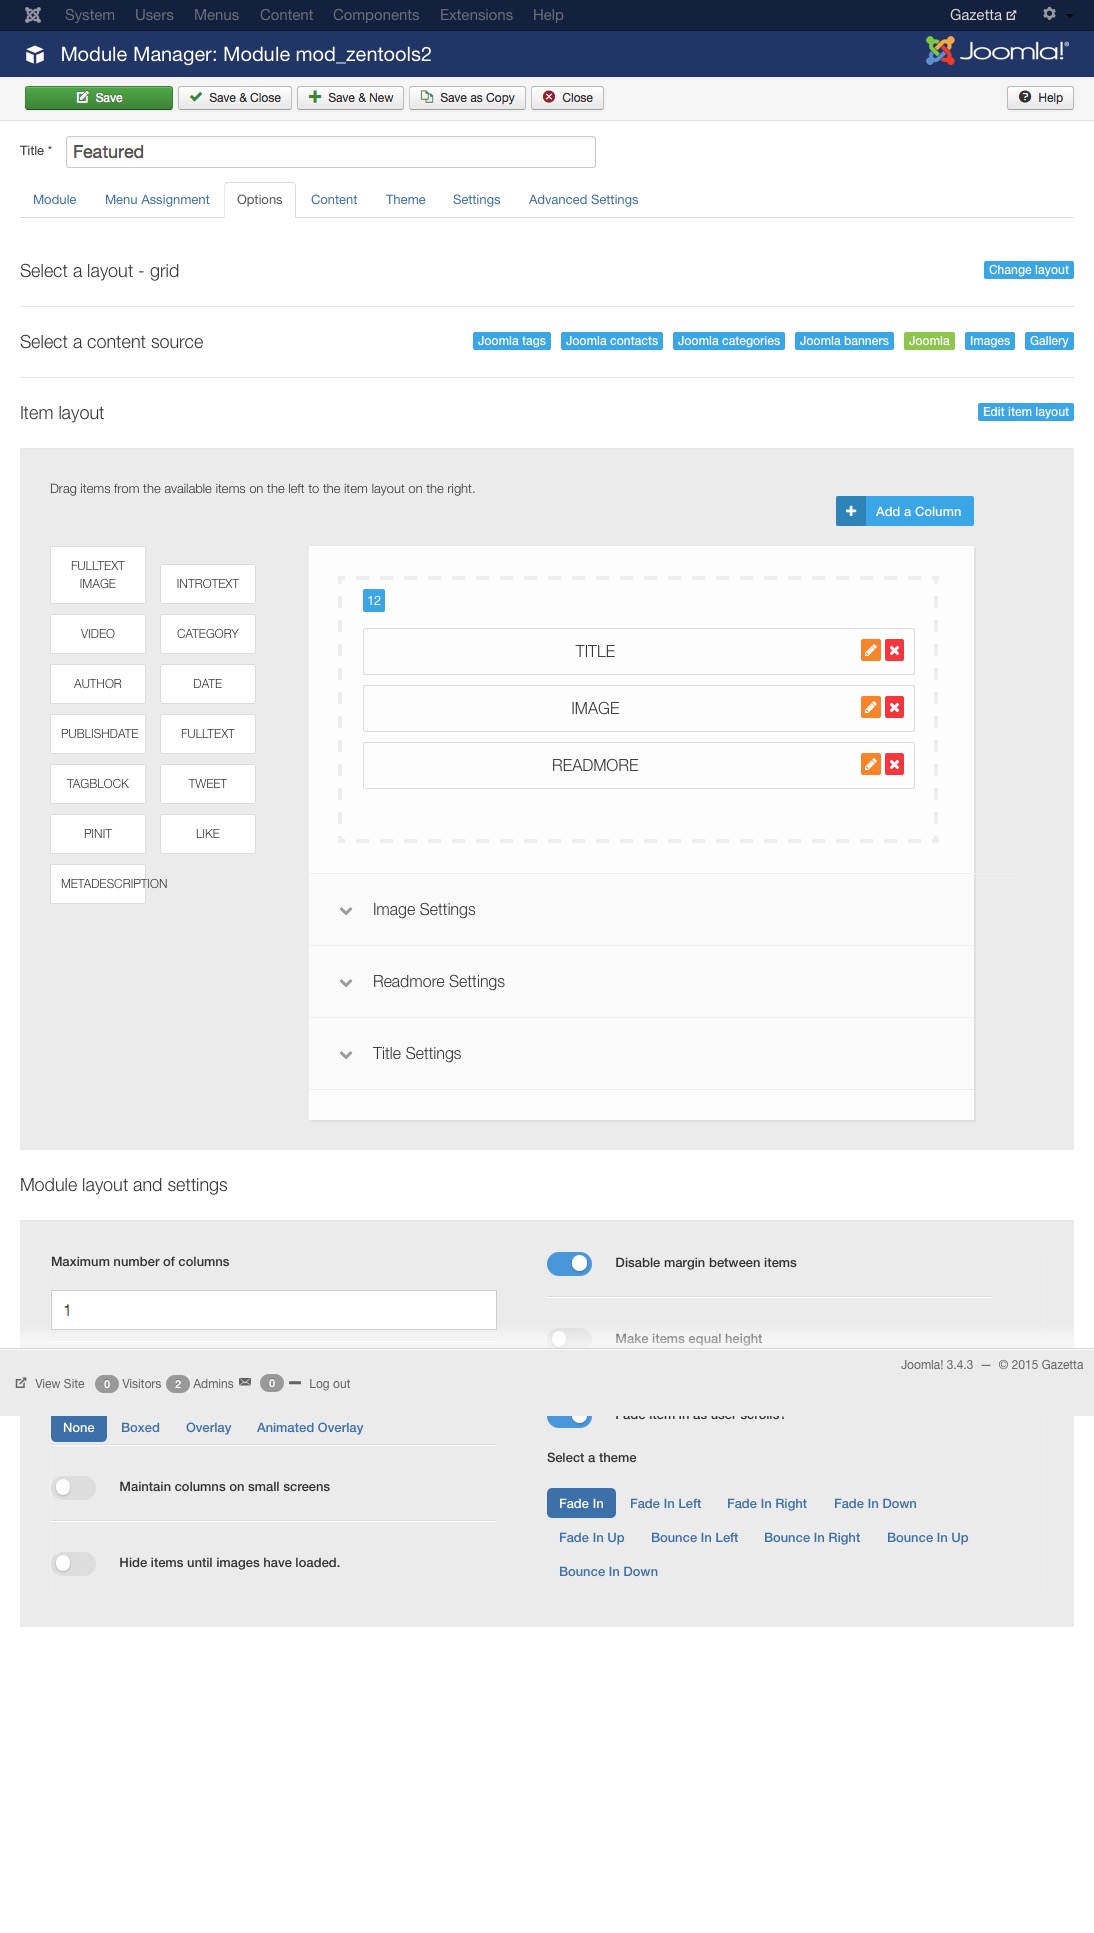 System Users Menus Content Components Extensions Help Gazetta
Module Manager: Module mod_zentools2 Joomla!®
Save Save & Close Save & New Save as Copy Close Help
Title * Featured
Module Menu Assignment Options Content Theme Settings Advanced Settings
Select a layout - grid Change layout
Select a content source Joomla tags Joomla contacts Joomla categories Joomla banners Joomla Images Gallery
Item layout Edit item layout
Drag items from the available items on the left to the item layout on the right.
Add a Column
FULLTEXT
IMAGE
INTROTEXT
VIDEO CATEGORY
AUTHOR DATE
PUBLISHDATE FULLTEXT
TAGBLOCK TWEET
PINIT LIKE
METADESCRIPTION
12
TITLE
IMAGE
READMORE
Image Settings
Readmore Settings
Title Settings
Module layout and settings
Maximum number of columns
1
Disable margin between items
Make items equal height
Joomla! 3.4.3 — © 2015 Gazetta
View Site 0 Visitors 2 Admins 0 Log out
Fade item in as user scrolls?
None Boxed Overlay Animated Overlay
Maintain columns on small screens
Hide items until images have loaded.
Select a theme
Fade In Fade In Left Fade In Right Fade In Down
Fade In Up Bounce In Left Bounce In Right Bounce In Up
Bounce In Down